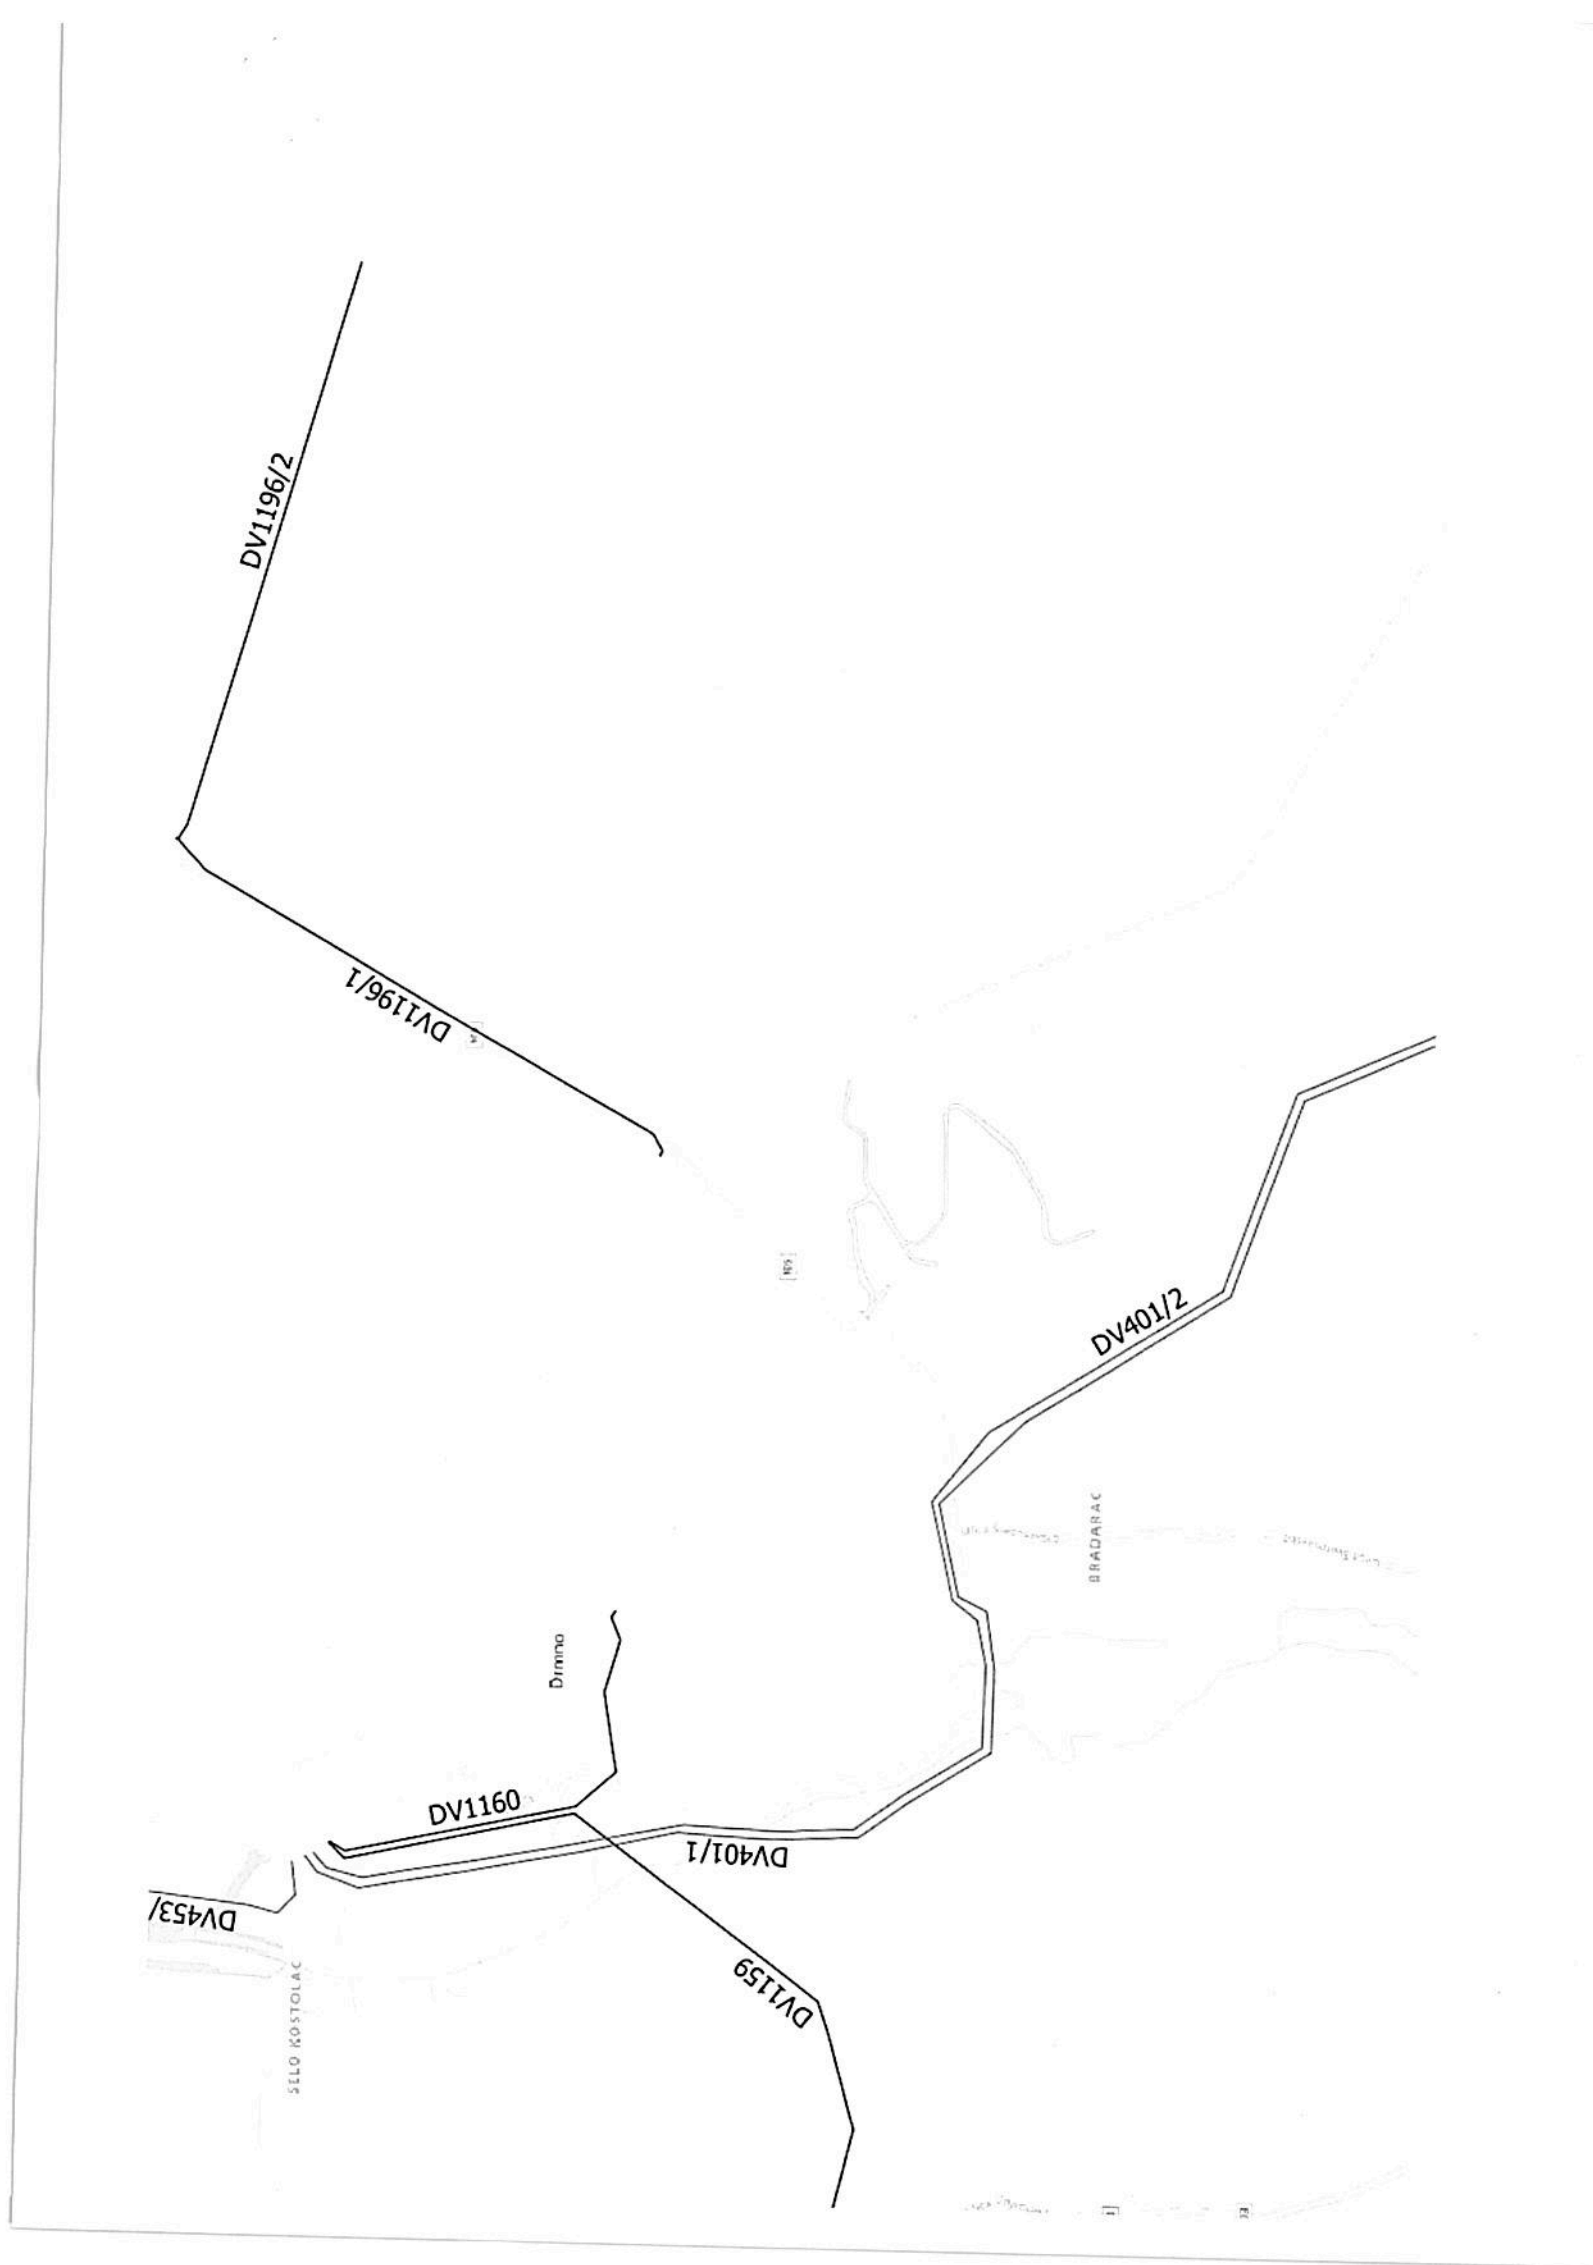 DV1196/2
DV1196/1
DV401/2
BRADARAC
Drmno
DV1160
DV401/1
DV453/
DV1159
SELO KOSTOLAC